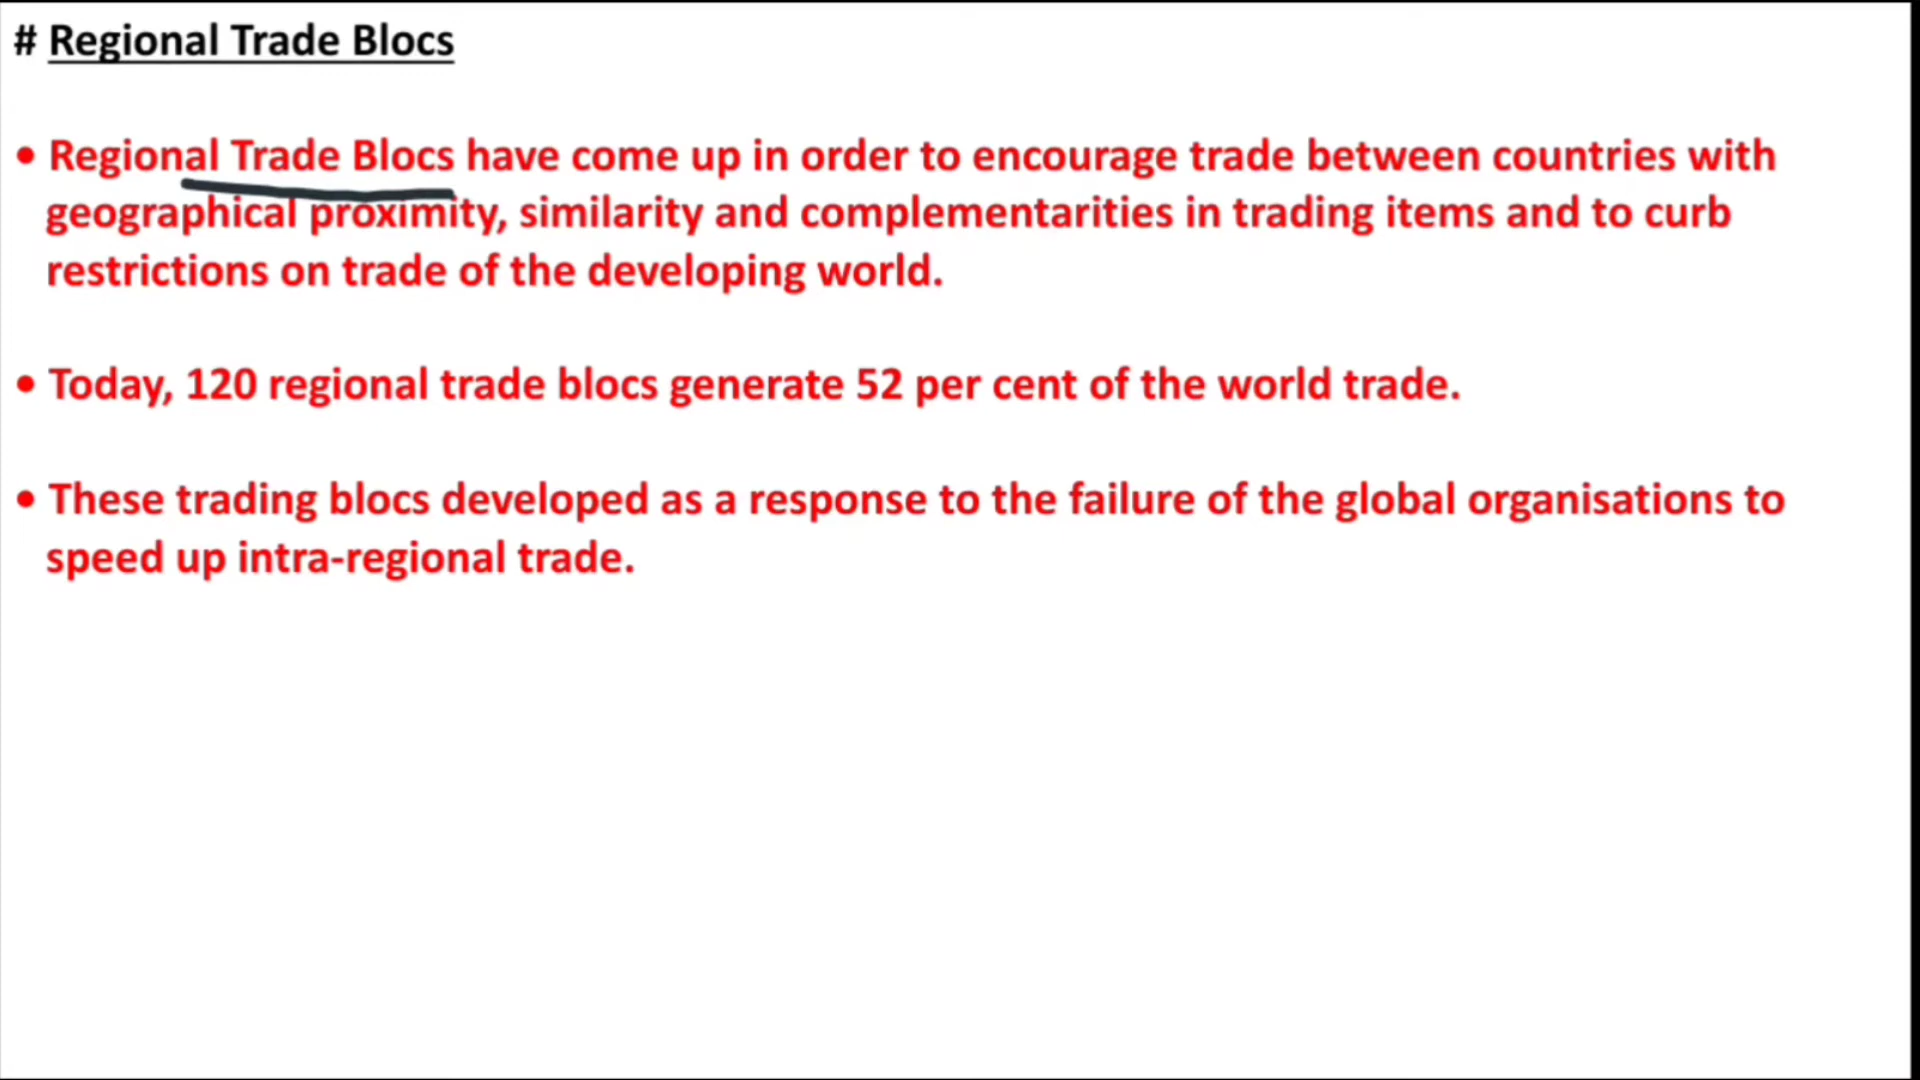 # Regional Trade Blocs
• Regional Trade Blocs have come up in order to encourage trade between countries with
geographical proximity, similarity and complementarities in trading items and to curb
restrictions on trade of the developing world.
• Today, 120 regional trade blocs generate 52 per cent of the world trade.
• These trading blocs developed as a response to the failure of the global organisations to
speed up intra-regional trade.